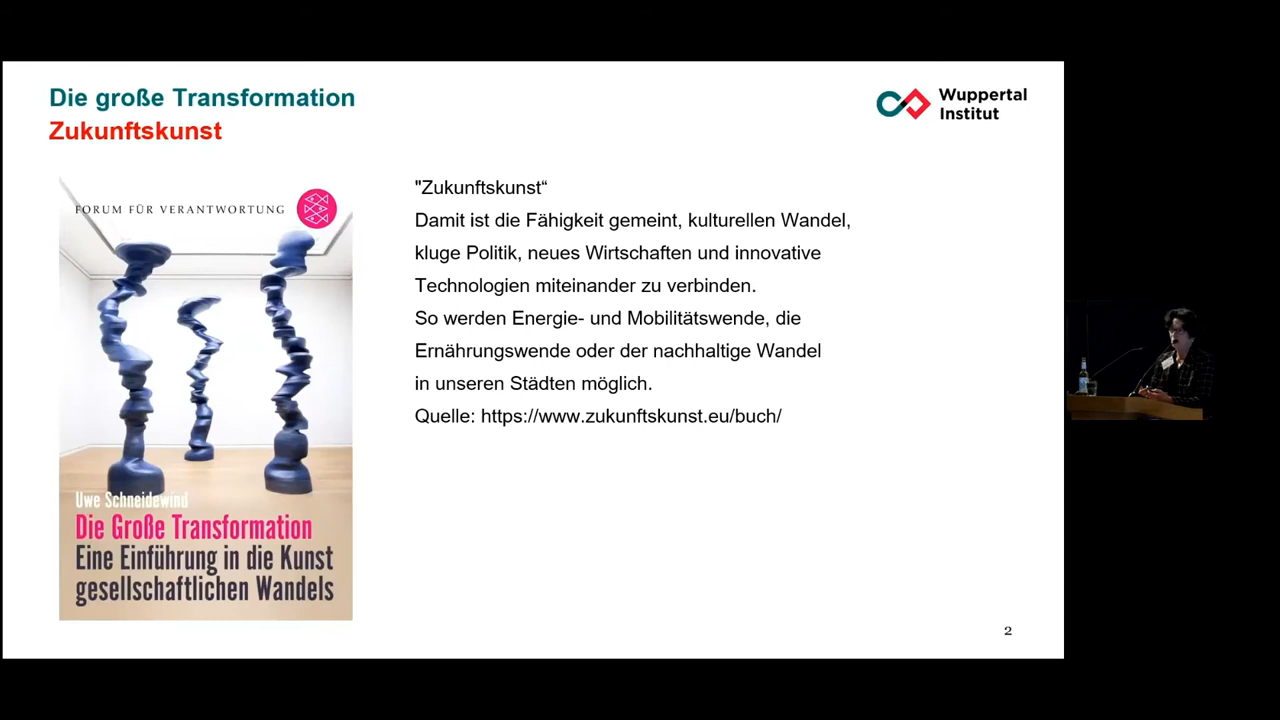 Die große Transformation
Zukunftskunst
Wuppertal
Institut
FORUM FÜR VERANTWORTUNG
Uwe Schneidewind
Die Große Transformation
Eine Einführung in die Kunst
gesellschaftlichen Wandels
"Zukunftskunst“
Damit ist die Fähigkeit gemeint, kulturellen Wandel,
kluge Politik, neues Wirtschaften und innovative
Technologien miteinander zu verbinden.
So werden Energie- und Mobilitätswende, die
Ernährungswende oder der nachhaltige Wandel
in unseren Städten möglich.
Quelle: https://www.zukunftskunst.eu/buch/
2